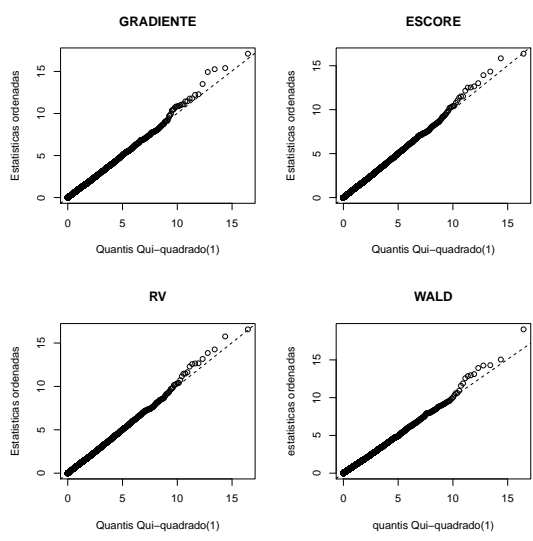 GRADIENTE
Estatísticas ordenadas
15
10
5
0
0 5 10 15
Quantis Qui−quadrado(1)
ESCORE
Estatísticas ordenadas
15
10
5
0
0 5 10 15
Quantis Qui−quadrado(1)
RV
Estatísticas ordenadas
15
10
5
0
0 5 10 15
Quantis Qui−quadrado(1)
WALD
estatísticas ordenadas
15
10
5
0
0 5 10 15
quantis Qui−quadrado(1)